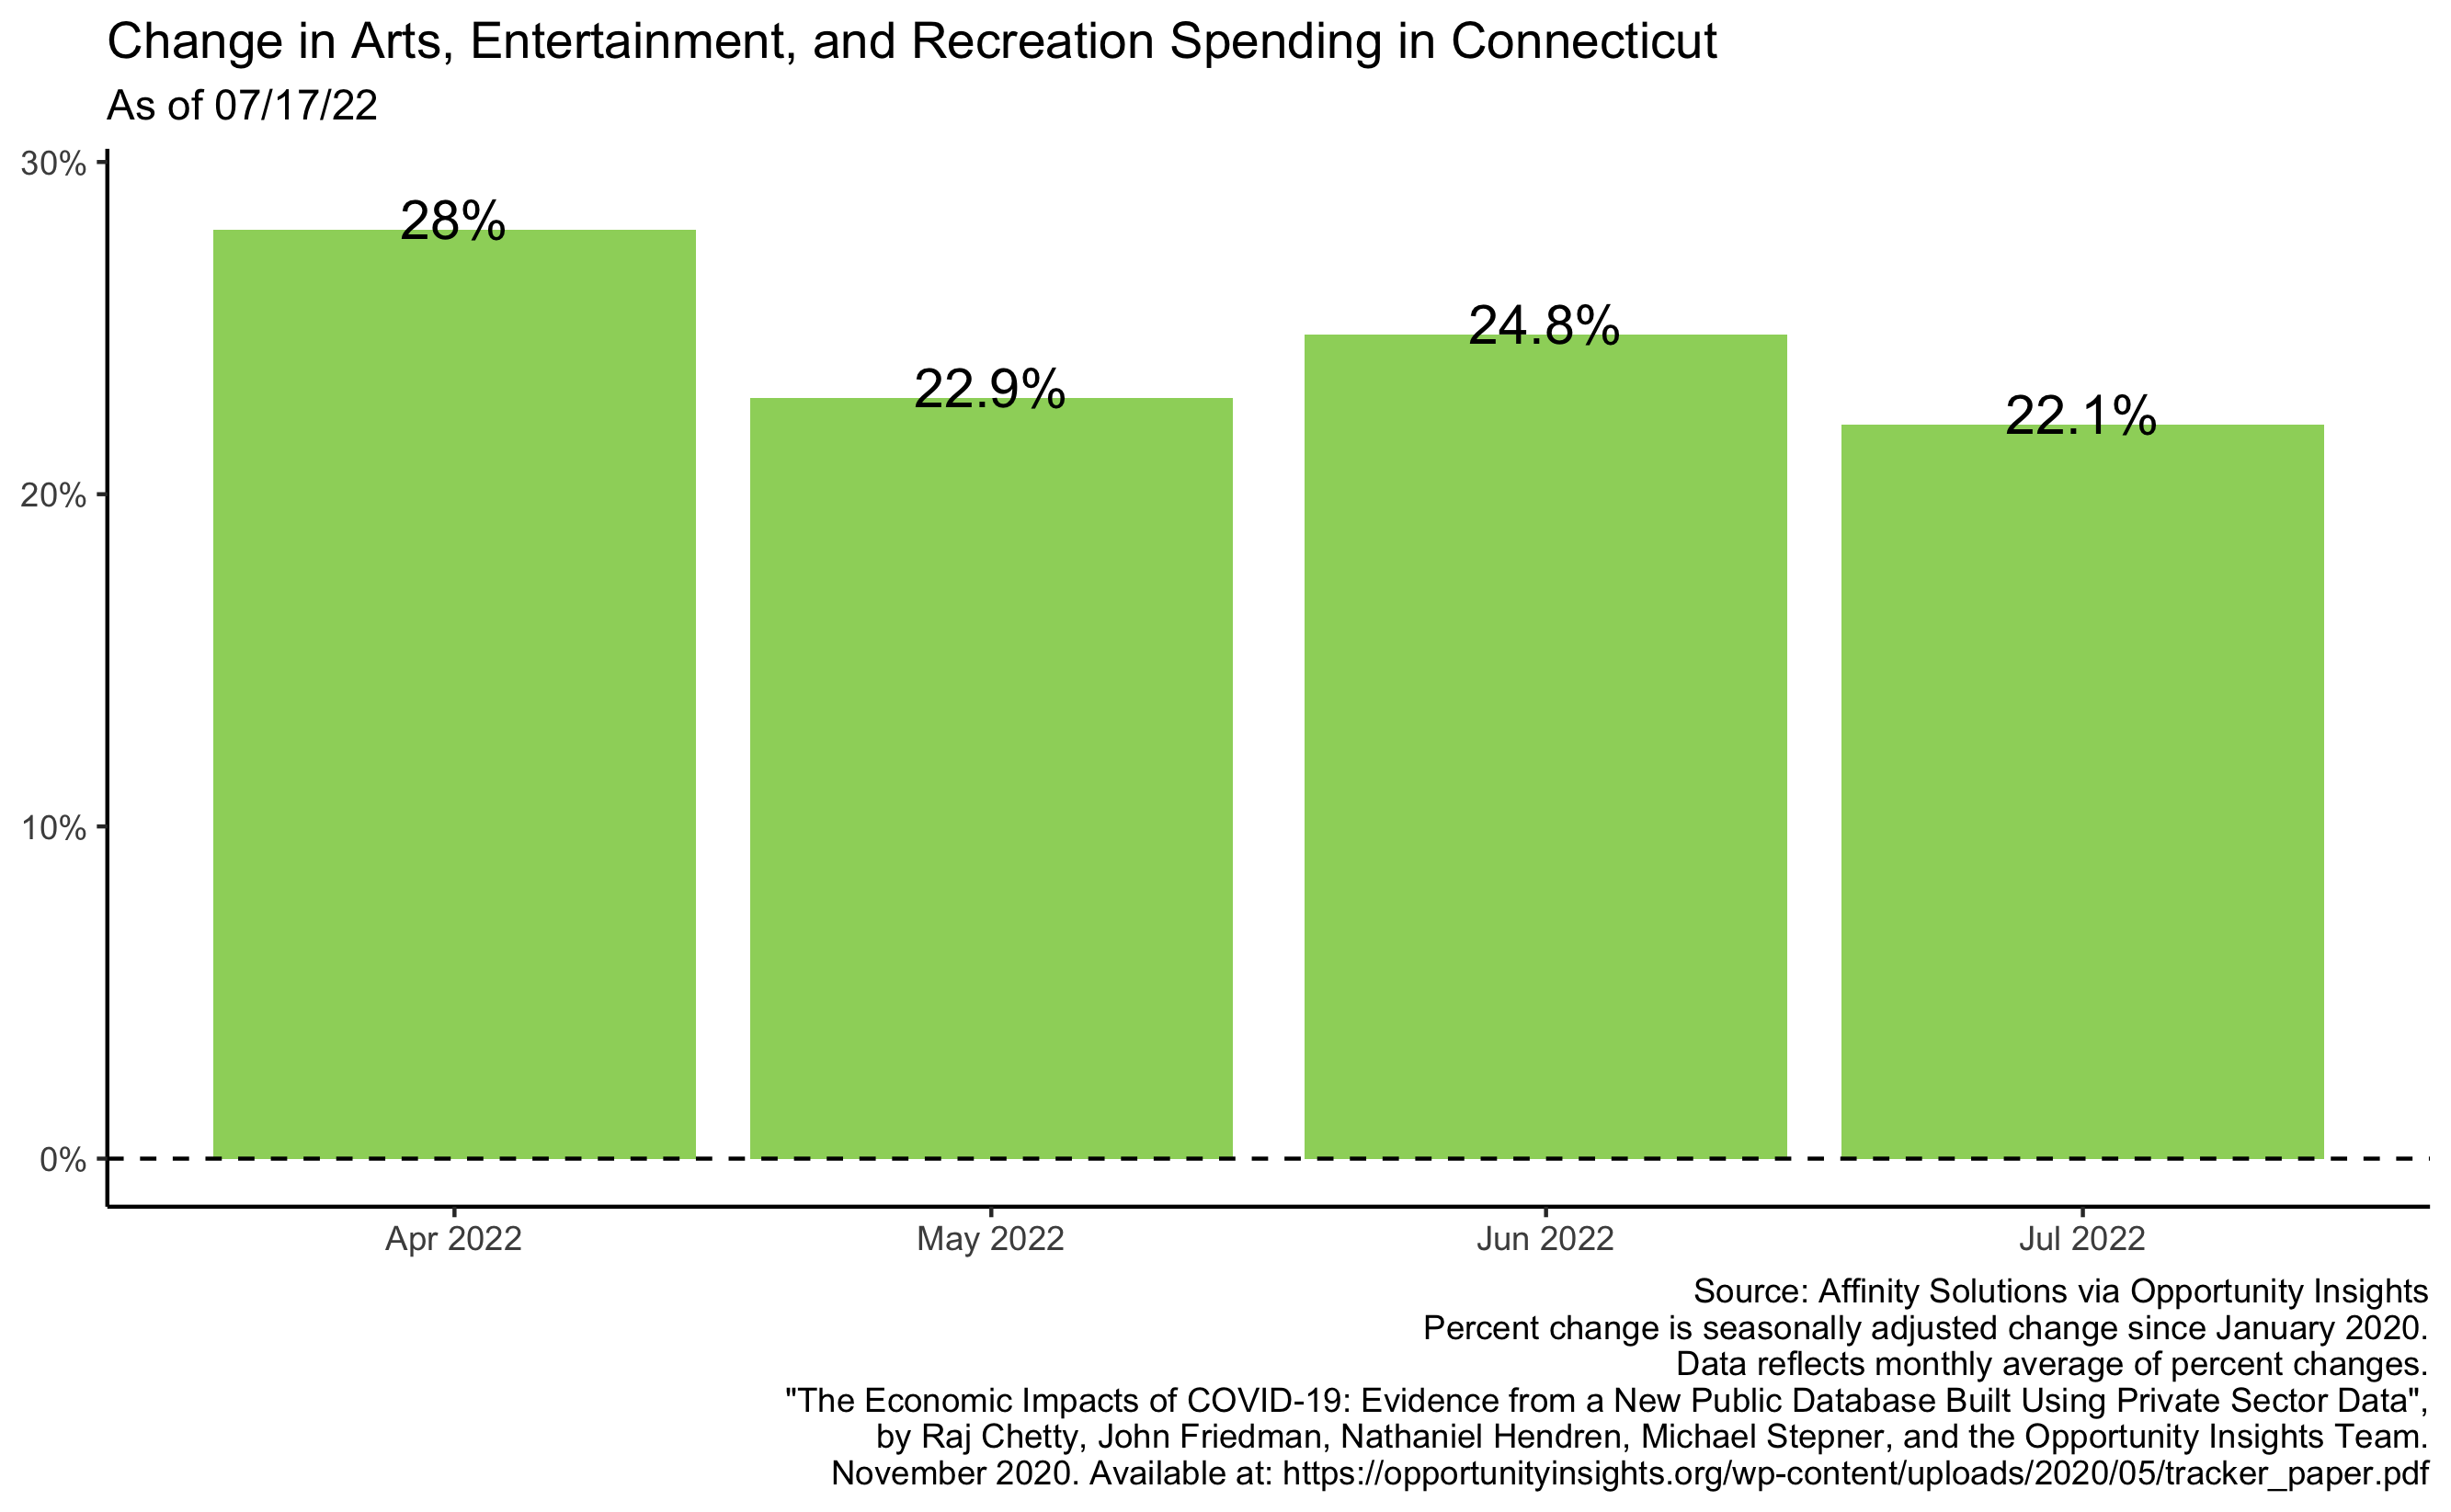 Change in Arts, Entertainment, and Recreation Spending in Connecticut
As of 07/17/22
30%
20%
10%
0%
28%
22.9%
24.8%
22.1%
Apr 2022
May 2022
Jun 2022
Jul 2022
Source: Affinity Solutions via Opportunity Insights
Percent change is seasonally adjusted change since January 2020.
Data reflects monthly average of percent changes.
"The Economic Impacts of COVID-19: Evidence from a New Public Database Built Using Private Sector Data",
by Raj Chetty, John Friedman, Nathaniel Hendren, Michael Stepner, and the Opportunity Insights Team.
November 2020. Available at: https://opportunityinsights.org/wp-content/uploads/2020/05/tracker_paper.pdf